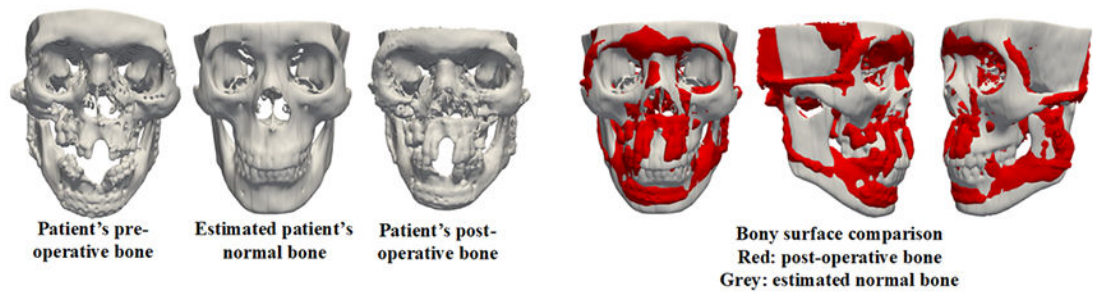 Patient's pre-
operative bone
Estimated patient's
normal bone
Patient's post-
operative bone
Bony surface comparison
Red: post-operative bone
Grey: estimated normal bone